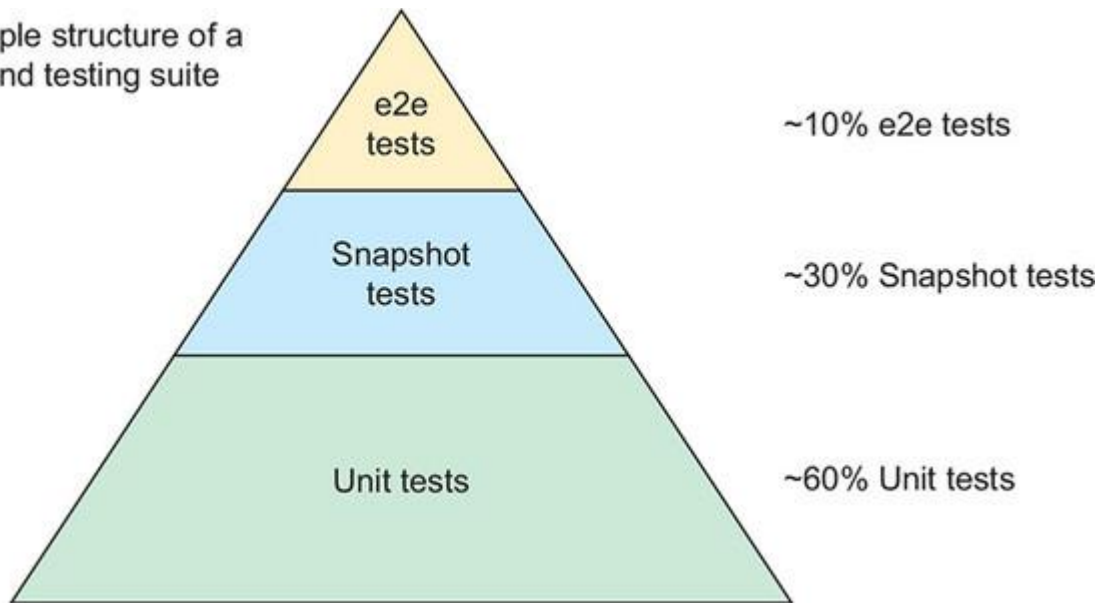 ple structure of a
nd testing suite
e2e
tests
~10% e2e tests
Snapshot
tests
~30% Snapshot tests
Unit tests
~60% Unit tests